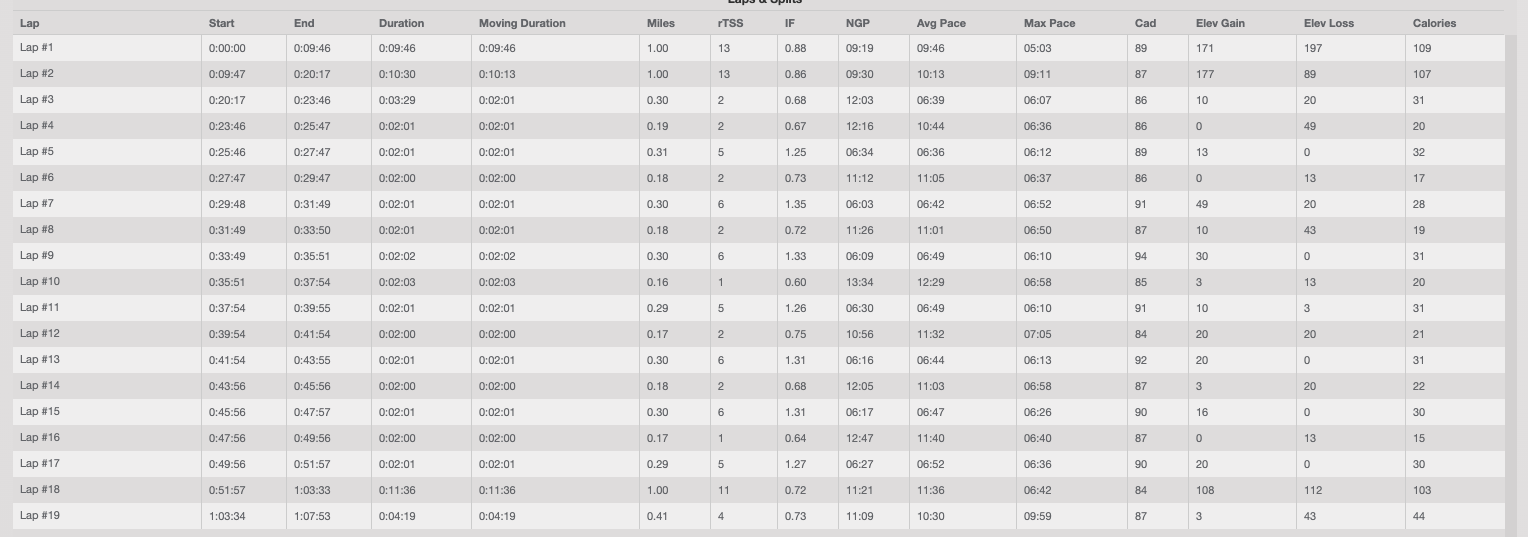 Laps & Splits
Lap Start End Duration Moving Duration Miles rTSS IF NGP Avg Pace Max Pace Cad Elev Gain Elev Loss Calories
Lap #1 0:00:00 0:09:46 0:09:46 0:09:46 1.00 13 0.88 09:19 09:46 05:03 89 171 197 109
Lap #2 0:09:47 0:20:17 0:10:30 0:10:13 1.00 13 0.86 09:30 10:13 09:11 87 177 89 107
Lap #3 0:20:17 0:23:46 0:03:29 0:02:01 0.30 2 0.68 12:03 06:39 06:07 86 10 20 31
Lap #4 0:23:46 0:25:47 0:02:01 0:02:01 0.19 2 0.67 12:16 10:44 06:36 86 0 49 20
Lap #5 0:25:46 0:27:47 0:02:01 0:02:01 0.31 5 1.25 06:34 06:36 06:12 89 13 0 32
Lap #6 0:27:47 0:29:47 0:02:00 0:02:00 0.18 2 0.73 11:12 11:05 06:37 86 0 13 17
Lap #7 0:29:48 0:31:49 0:02:01 0:02:01 0.30 6 1.35 06:03 06:42 06:52 91 49 20 28
Lap #8 0:31:49 0:33:50 0:02:01 0:02:01 0.18 2 0.72 11:26 11:01 06:50 87 10 43 19
Lap #9 0:33:49 0:35:51 0:02:02 0:02:02 0.30 6 1.33 06:09 06:49 06:10 94 30 0 31
Lap #10 0:35:51 0:37:54 0:02:03 0:02:03 0.16 1 0.60 13:34 12:29 06:58 85 3 13 20
Lap #11 0:37:54 0:39:55 0:02:01 0:02:01 0.29 5 1.26 06:30 06:49 06:10 91 10 3 31
Lap #12 0:39:54 0:41:54 0:02:00 0:02:00 0.17 2 0.75 10:56 11:32 07:05 84 20 20 21
Lap #13 0:41:54 0:43:55 0:02:01 0:02:01 0.30 6 1.31 06:16 06:44 06:13 92 20 0 31
Lap #14 0:43:56 0:45:56 0:02:00 0:02:00 0.18 2 0.68 12:05 11:03 06:58 87 3 20 22
Lap #15 0:45:56 0:47:57 0:02:01 0:02:01 0.30 6 1.31 06:17 06:47 06:26 90 16 0 30
Lap #16 0:47:56 0:49:56 0:02:00 0:02:00 0.17 1 0.64 12:47 11:40 06:40 87 0 13 15
Lap #17 0:49:56 0:51:57 0:02:01 0:02:01 0.29 5 1.27 06:27 06:52 06:36 90 20 0 30
Lap #18 0:51:57 1:03:33 0:11:36 0:11:36 1.00 11 0.72 11:21 11:36 06:42 84 108 112 103
Lap #19 1:03:34 1:07:53 0:04:19 0:04:19 0.41 4 0.73 11:09 10:30 09:59 87 3 43 44